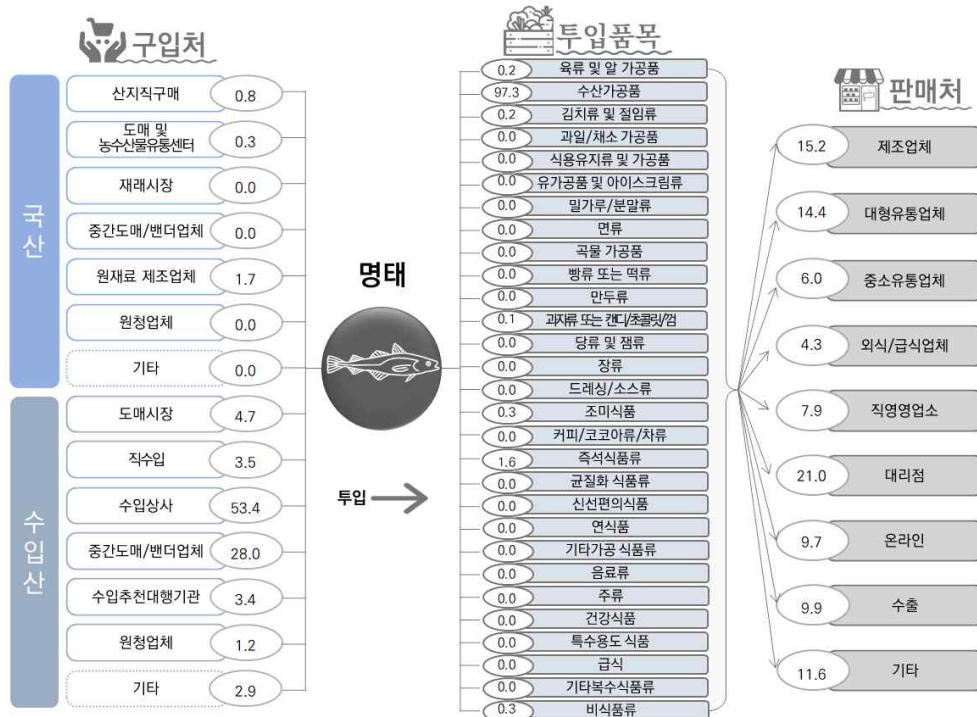 구입처
국산
산지직구매 0.8
도매 및
농수산물유통센터 0.3
재래시장 0.0
중간도매/밴더업체 0.0
원재료 제조업체 1.7
원청업체 0.0
기타 0.0
수입산
도매시장 4.7
직수입 3.5
수입상사 53.4
중간도매/밴더업체 28.0
수입추천대행기관 3.4
원청업체 1.2
기타 2.9
명태
투입
투입품목
0.2 육류 및 알 가공품
97.3 수산가공품
0.2 김치류 및 절임류
0.0 과일/채소 가공품
0.0 식용유지류 및 가공품
0.0 유가공품 및 아이스크림류
0.0 밀가루/분말류
0.0 면류
0.0 곡물 가공품
0.0 빵류 또는 떡류
0.0 만두류
0.1 과자류 또는 캔디/초콜릿/껌
0.0 당류 및 잼류
0.0 장류
0.0 드레싱/소스류
0.3 조미식품
0.0 커피/코코아류/차류
1.6 즉석식품류
0.0 균질화 식품류
0.0 신선편의식품
0.0 연식품
0.0 기타가공 식품류
0.0 음료류
0.0 주류
0.0 건강식품
0.0 특수용도 식품
0.0 급식
0.0 기타복수식품류
0.3 비식품류
판매처
15.2 제조업체
14.4 대형유통업체
6.0 중소유통업체
4.3 외식/급식업체
7.9 직영영업소
21.0 대리점
9.7 온라인
9.9 수출
11.6 기타